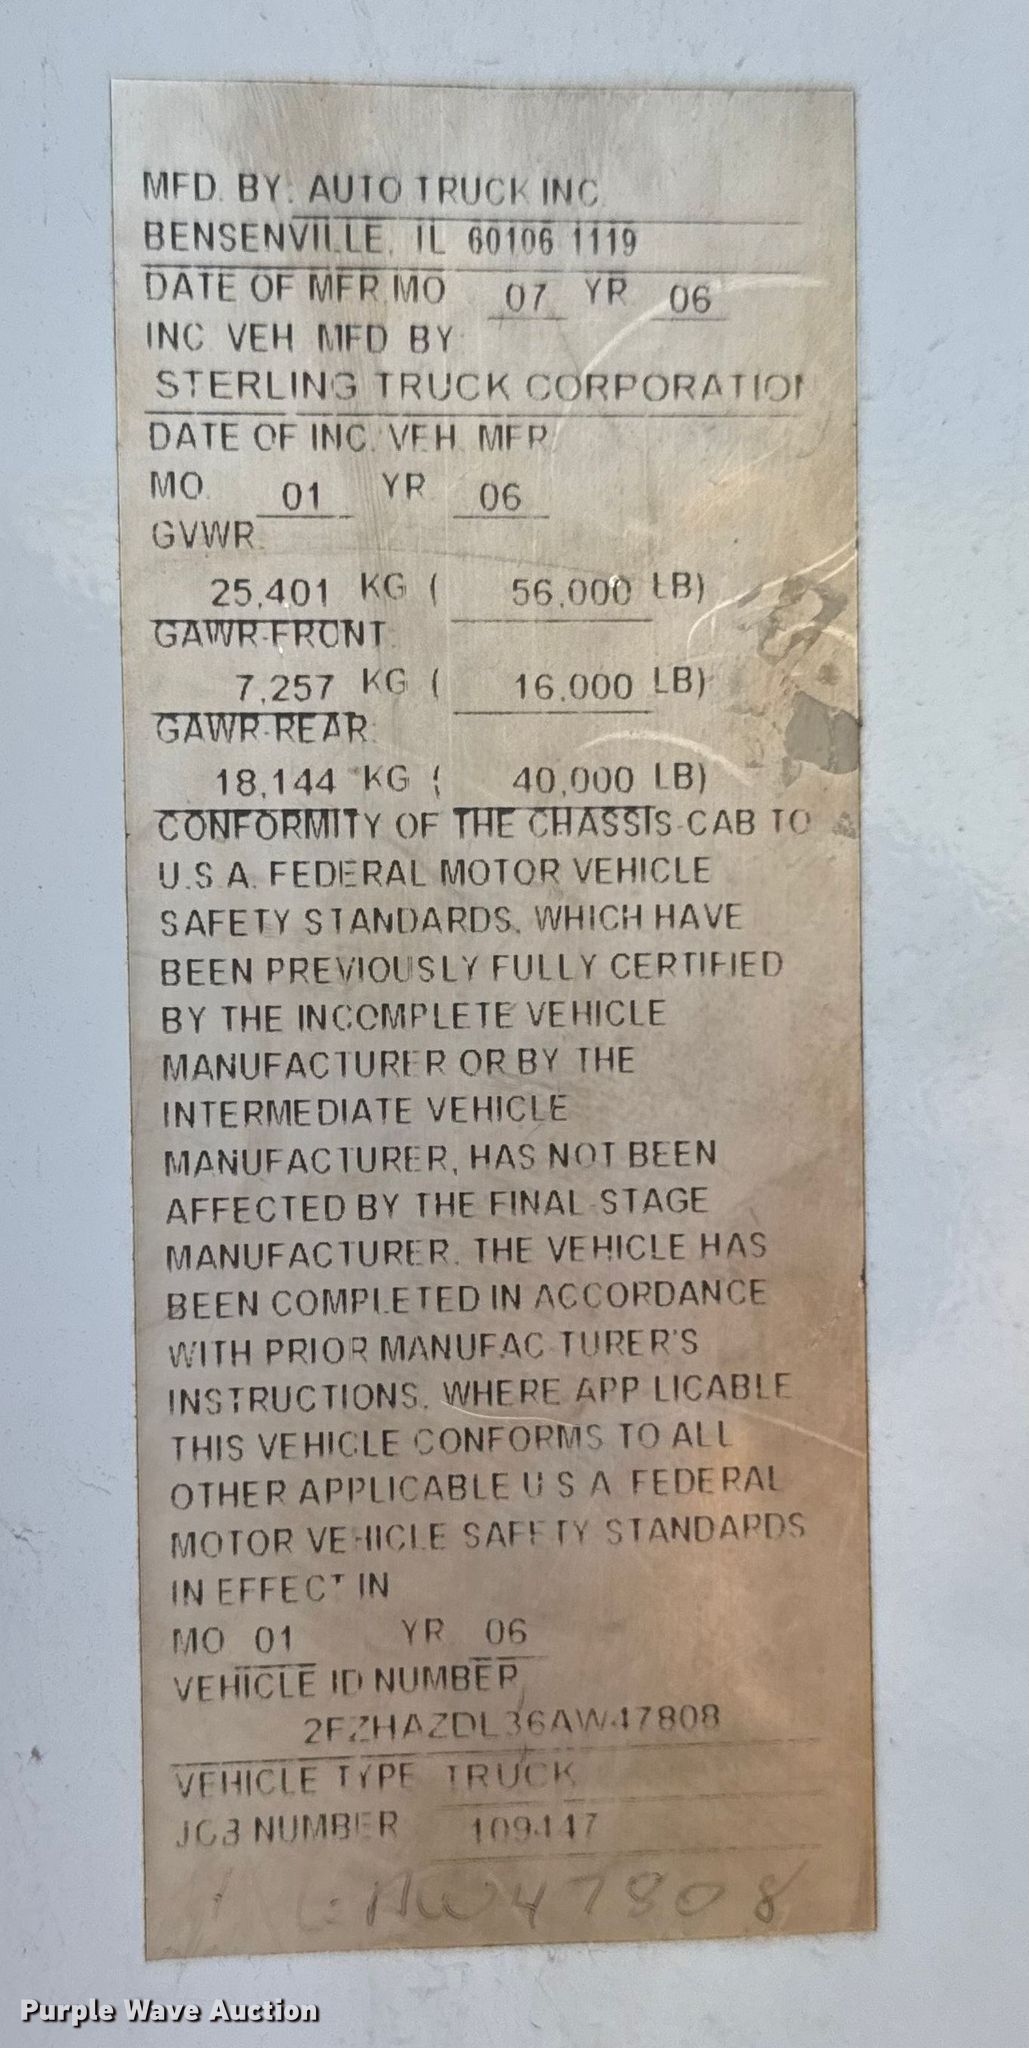 MFD. BY: AUTO TRUCK INC.
BENSENVILLE, IL 60106 1119
DATE OF MFR MO 07 YR 06
INC. VEH MFD BY:
STERLING TRUCK CORPORATION
DATE OF INC. VEH. MFR.
MO. 01 YR 06
GVWR:
25,401 KG ( 56,000 LB)
GAWR-FRONT:
7,257 KG ( 16,000 LB)
GAWR-REAR:
18,144 KG ( 40,000 LB)
CONFORMITY OF THE CHASSIS-CAB TO
U.S.A. FEDERAL MOTOR VEHICLE
SAFETY STANDARDS, WHICH HAVE
BEEN PREVIOUSLY FULLY CERTIFIED
BY THE INCOMPLETE VEHICLE
MANUFACTURER OR BY THE
INTERMEDIATE VEHICLE
MANUFACTURER, HAS NOT BEEN
AFFECTED BY THE FINAL-STAGE
MANUFACTURER. THE VEHICLE HAS
BEEN COMPLETED IN ACCORDANCE
WITH PRIOR MANUFAC-TURER'S
INSTRUCTIONS, WHERE APP LICABLE
THIS VEHICLE CONFORMS TO ALL
OTHER APPLICABLE U S A FEDERAL
MOTOR VEHICLE SAFETY STANDARDS
IN EFFECT IN
MO 01 YR 06
VEHICLE ID NUMBER
2FZHAZDL36AW47808
VEHICLE TYPE TRUCK
JOB NUMBER 109447
AW47808
Purple Wave Auction